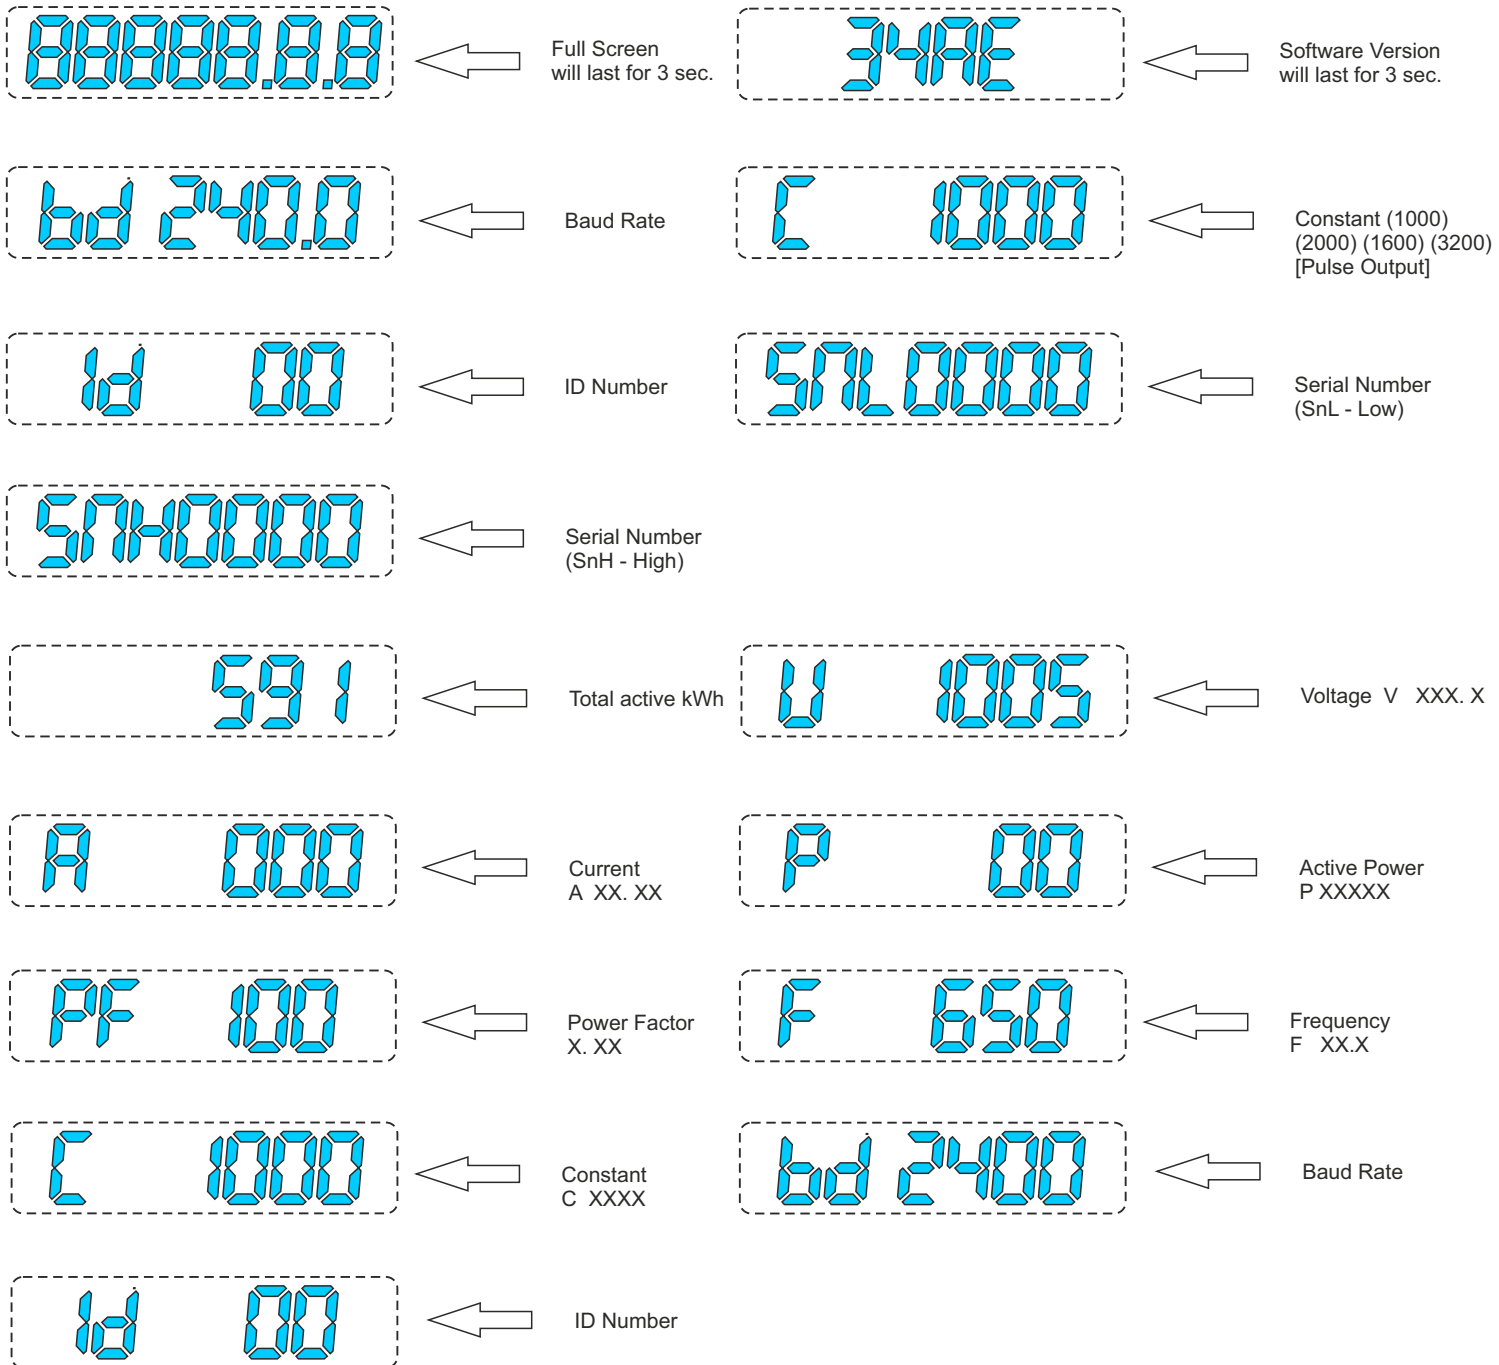 88888.8.8
Full Screen
will last for 3 sec.
34AE
Software Version
will last for 3 sec.
bd 240.0
Baud Rate
C 1000
Constant (1000)
(2000) (1600) (3200)
[Pulse Output]
Id 00
ID Number
SnL0000
Serial Number
(SnL - Low)
SnH0000
Serial Number
(SnH - High)
591
Total active kWh
U 1005
Voltage V XXX. X
A 000
Current
A XX. XX
P 00
Active Power
P XXXXX
PF 100
Power Factor
X. XX
F 650
Frequency
F XX.X
C 1000
Constant
C XXXX
bd 2400
Baud Rate
Id 00
ID Number